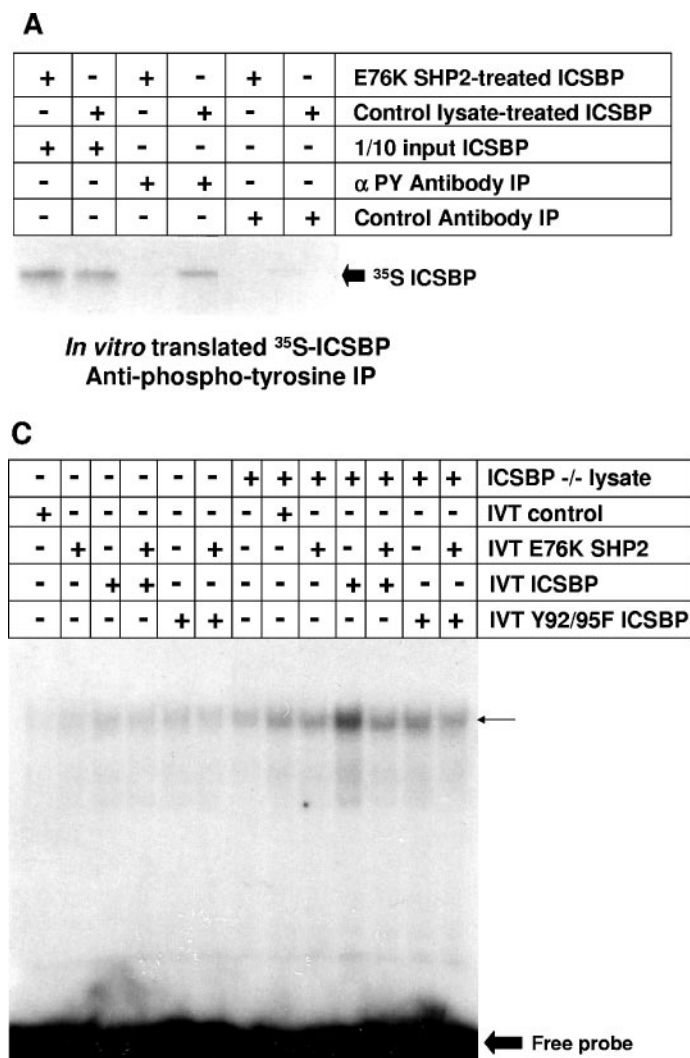 A
+ - + - + - E76K SHP2-treated ICSBP
- + - + - + Control lysate-treated ICSBP
+ + - - - - 1/10 input ICSBP
- - + + - - α PY Antibody IP
- - - - + + Control Antibody IP
³⁵S ICSBP
In vitro translated ³⁵S-ICSBP
Anti-phospho-tyrosine IP
C
- - - - - - + + + + + + + ICSBP -/- lysate
+ - - - - - - + - - - - - IVT control
- + - + - + - - + - + - + IVT E76K SHP2
- - + + - - - - - + + - - IVT ICSBP
- - - - + + - - - - - + + IVT Y92/95F ICSBP
Free probe